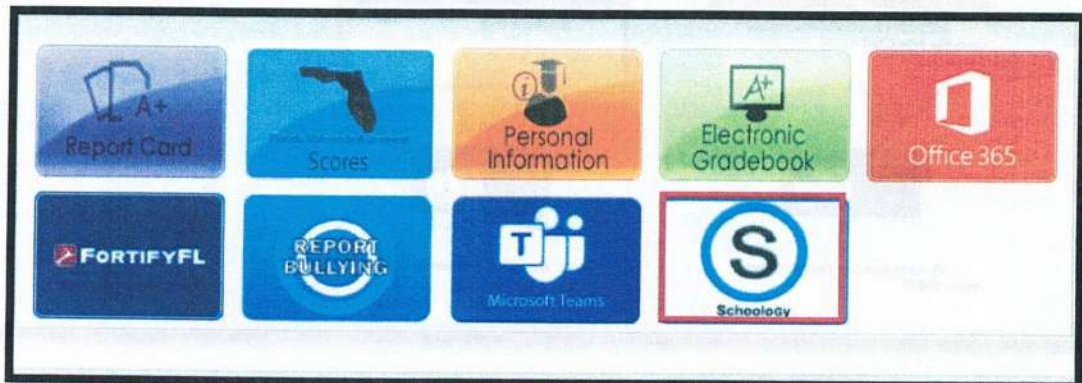 A+
Report Card
Scores
i
Personal
Information
A+
Electronic
Gradebook
Office 365
FORTIFYFL
REPORT
BULLYING
T
Microsoft Teams
S
Schoology